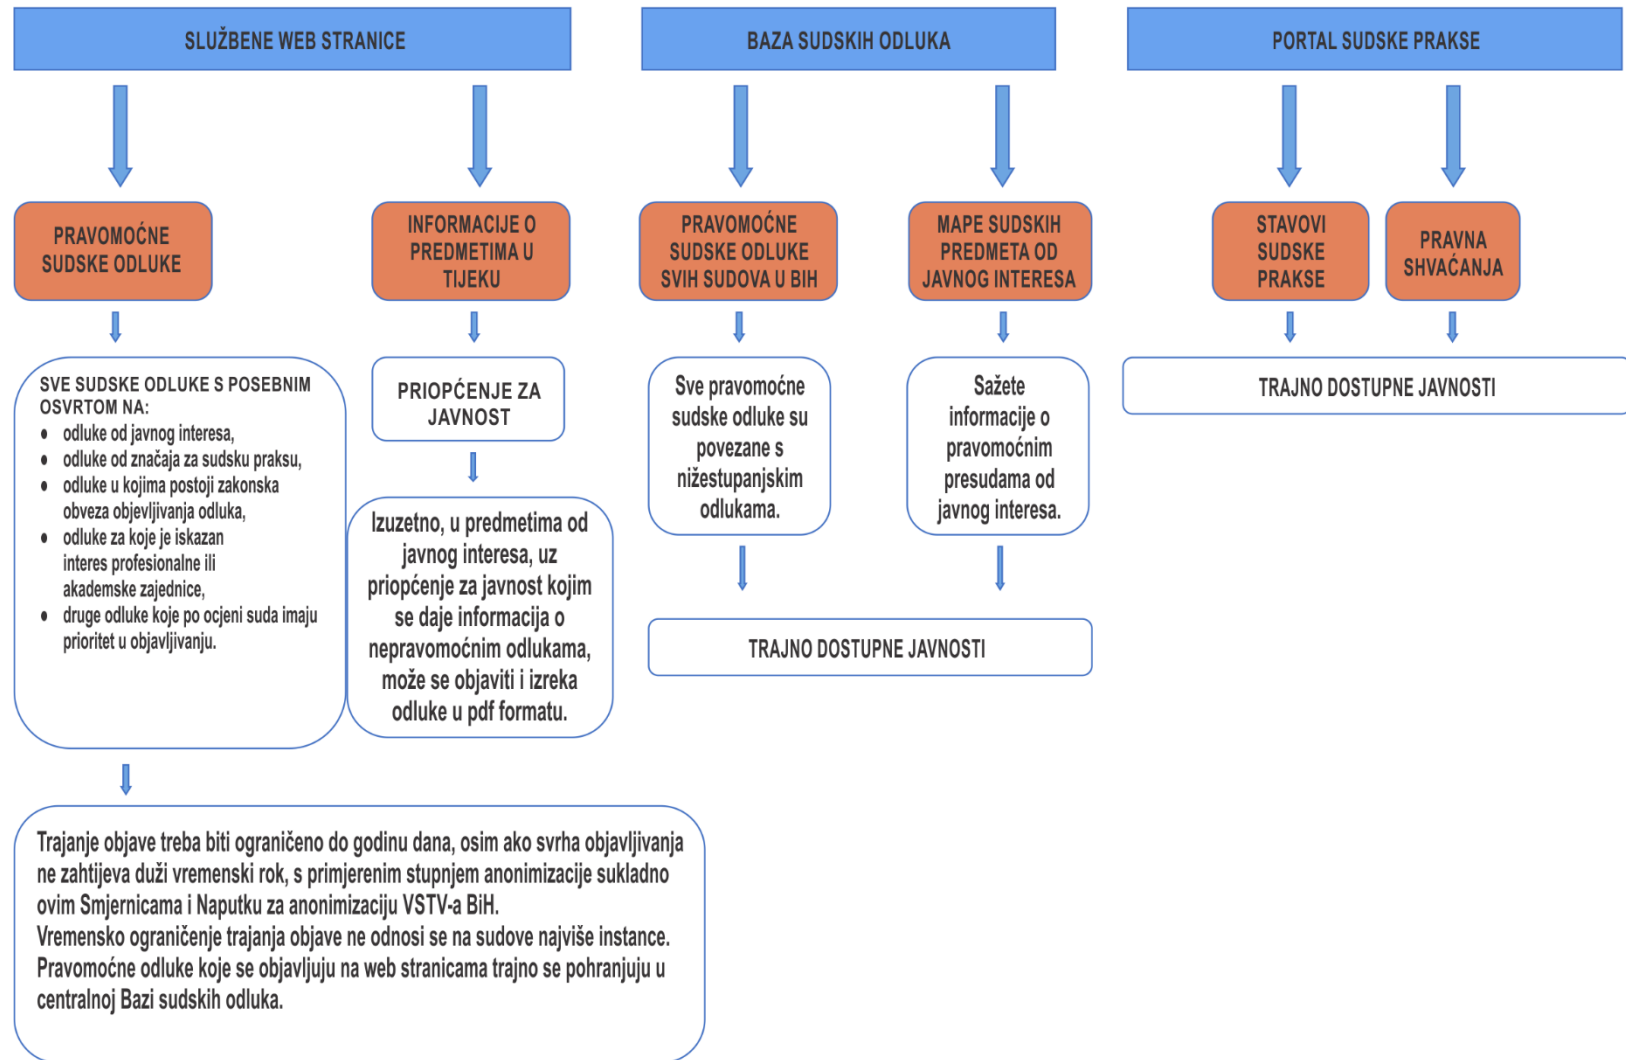 SLUŽBENE WEB STRANICE
BAZA SUDSKIH ODLUKA
PORTAL SUDSKE PRAKSE
PRAVOMOĆNE
SUDSKE ODLUKE
INFORMACIJE O
PREDMETIMA U
TIJEKU
PRAVOMOĆNE
SUDSKE ODLUKE
SVIH SUDOVA U BIH
MAPE SUDSKIH
PREDMETA OD
JAVNOG INTERESA
STAVOVI
SUDSKE
PRAKSE
PRAVNA
SHVAĆANJA
SVE SUDSKE ODLUKE S POSEBNIM
OSVRTOM NA:
● odluke od javnog interesa,
● odluke od značaja za sudsku praksu,
● odluke u kojima postoji zakonska
obveza objevljivanja odluka,
● odluke za koje je iskazan
interes profesionalne ili
akademske zajednice,
● druge odluke koje po ocjeni suda imaju
prioritet u objavljivanju.
PRIOPĆENJE ZA
JAVNOST
Izuzetno, u predmetima od
javnog interesa, uz
priopćenje za javnost kojim
se daje informacija o
nepravomoćnim odlukama,
može se objaviti i izreka
odluke u pdf formatu.
Sve pravomoćne
sudske odluke su
povezane s
nižestupanjskim
odlukama.
Sažete
informacije o
pravomoćnim
presudama od
javnog interesa.
TRAJNO DOSTUPNE JAVNOSTI
TRAJNO DOSTUPNE JAVNOSTI
Trajanje objave treba biti ograničeno do godinu dana, osim ako svrha objavljivanja
ne zahtijeva duži vremenski rok, s primjerenim stupnjem anonimizacije sukladno
ovim Smjernicama i Naputku za anonimizaciju VSTV-a BiH.
Vremensko ograničenje trajanja objave ne odnosi se na sudove najviše instance.
Pravomoćne odluke koje se objavljuju na web stranicama trajno se pohranjuju u
centralnoj Bazi sudskih odluka.